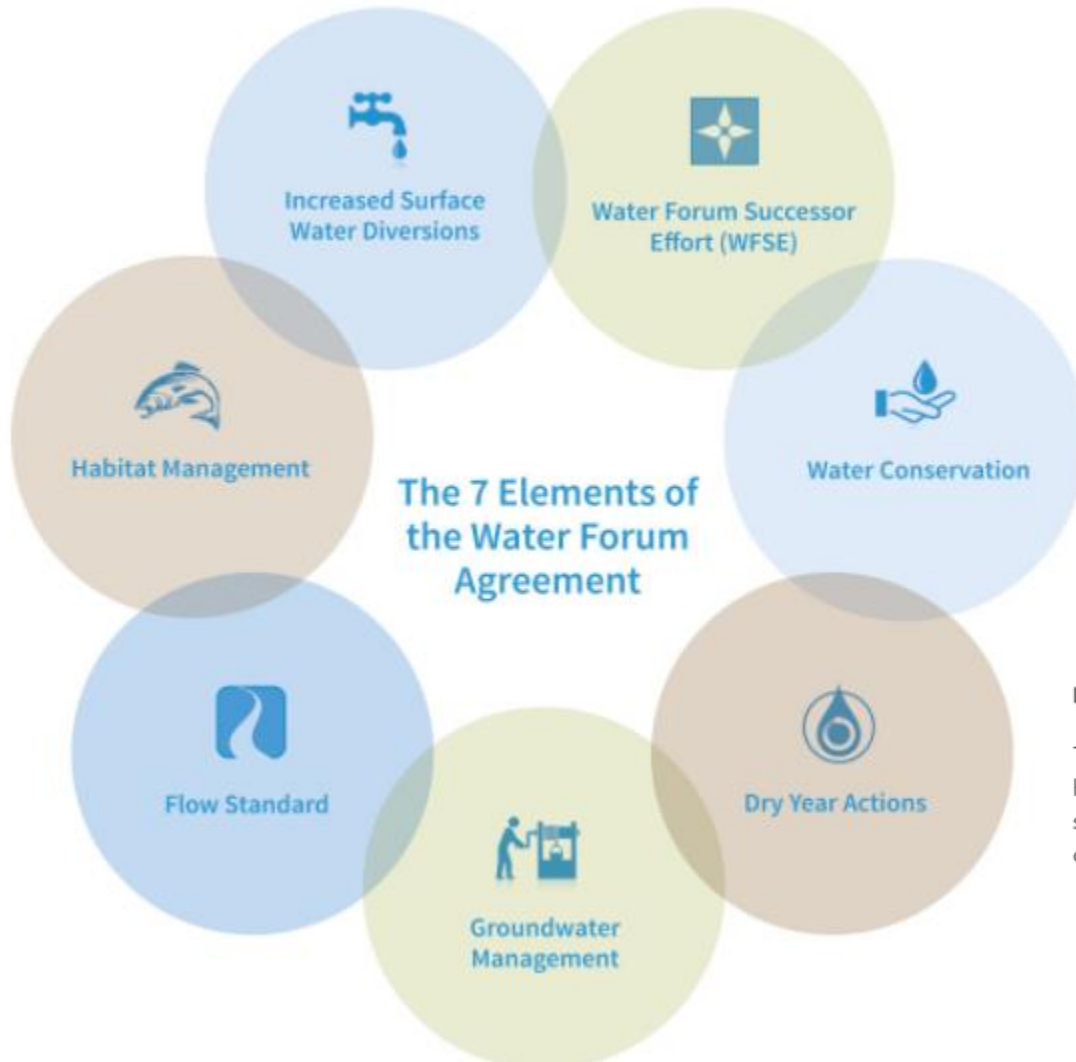 Increased Surface
Water Diversions
Water Forum Successor
Effort (WFSE)
Habitat Management
Water Conservation
The 7 Elements of
the Water Forum
Agreement
Flow Standard
Dry Year Actions
Groundwater
Management